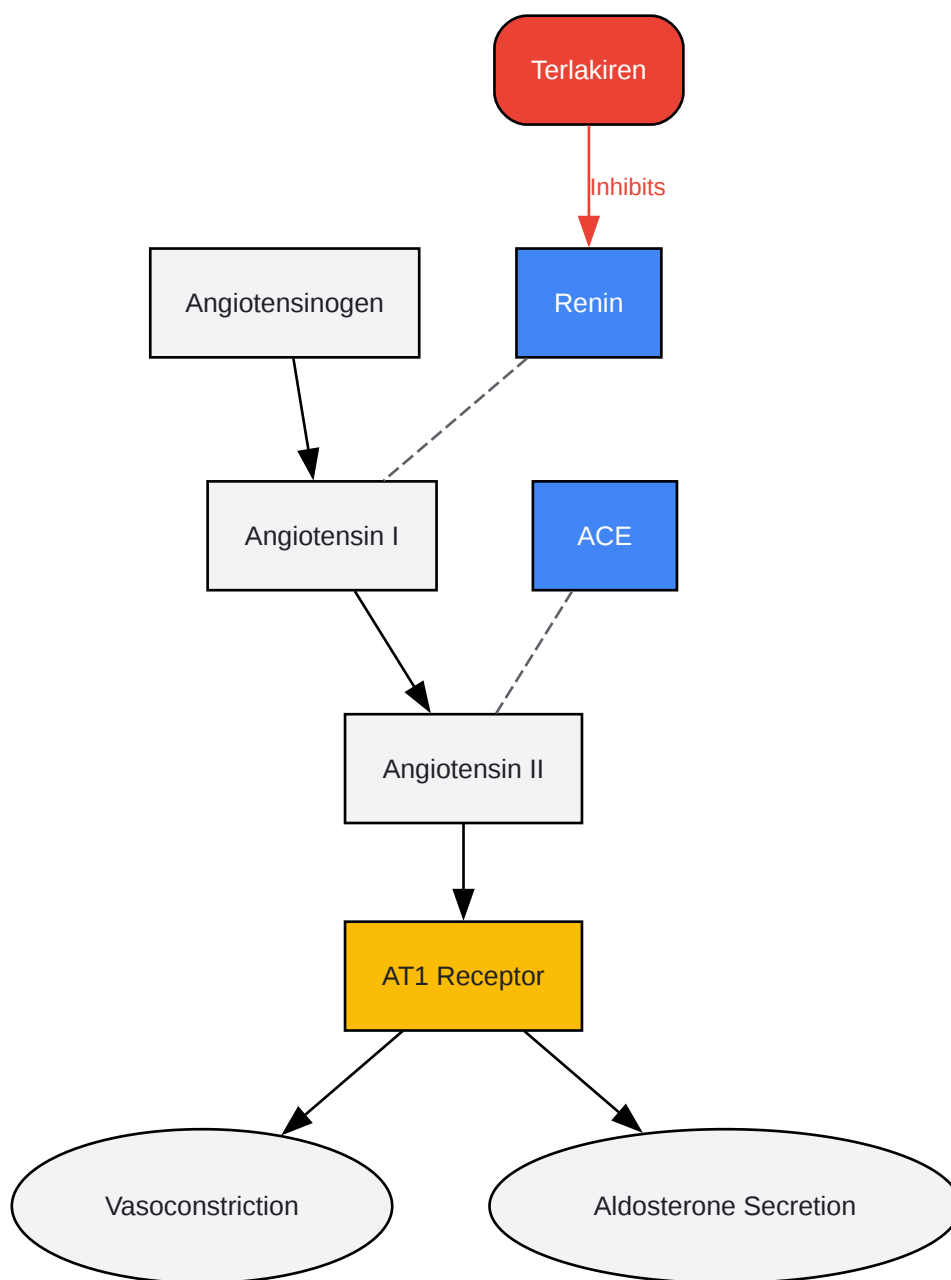 Terlakiren
Inhibits
Angiotensinogen
Renin
Angiotensin I
ACE
Angiotensin II
AT1 Receptor
Vasoconstriction
Aldosterone Secretion